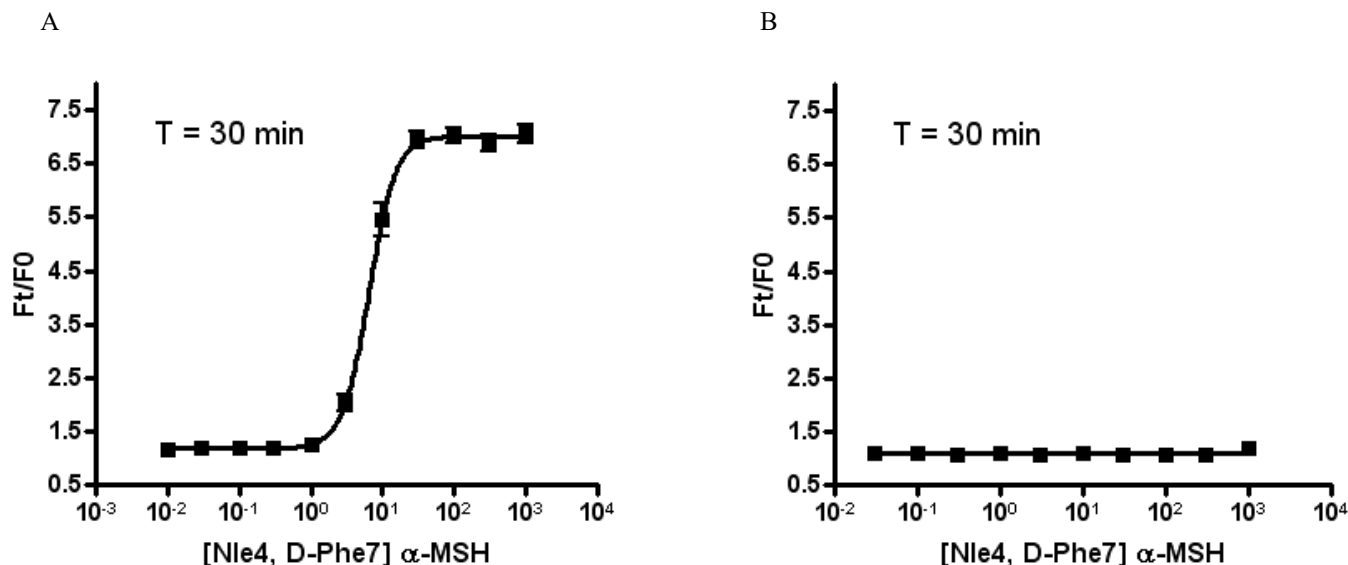 A
B
7.5
6.5
5.5
4.5
3.5
2.5
1.5
0.5
Ft/F0
T = 30 min
10⁻³ 10⁻² 10⁻¹ 10⁰ 10¹ 10² 10³ 10⁴
[Nle4, D-Phe7] α-MSH
7.5
6.5
5.5
4.5
3.5
2.5
1.5
0.5
Ft/F0
T = 30 min
10⁻² 10⁻¹ 10⁰ 10¹ 10² 10³ 10⁴
[Nle4, D-Phe7] α-MSH